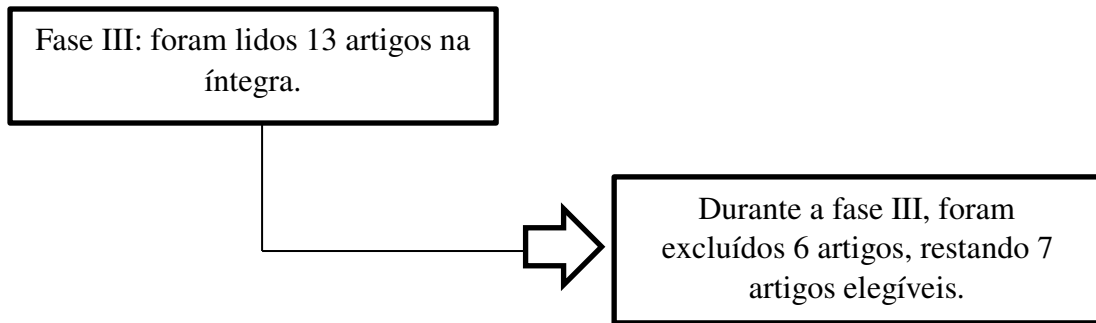 Fase III: foram lidos 13 artigos na
íntegra.
Durante a fase III, foram
excluídos 6 artigos, restando 7
artigos elegíveis.